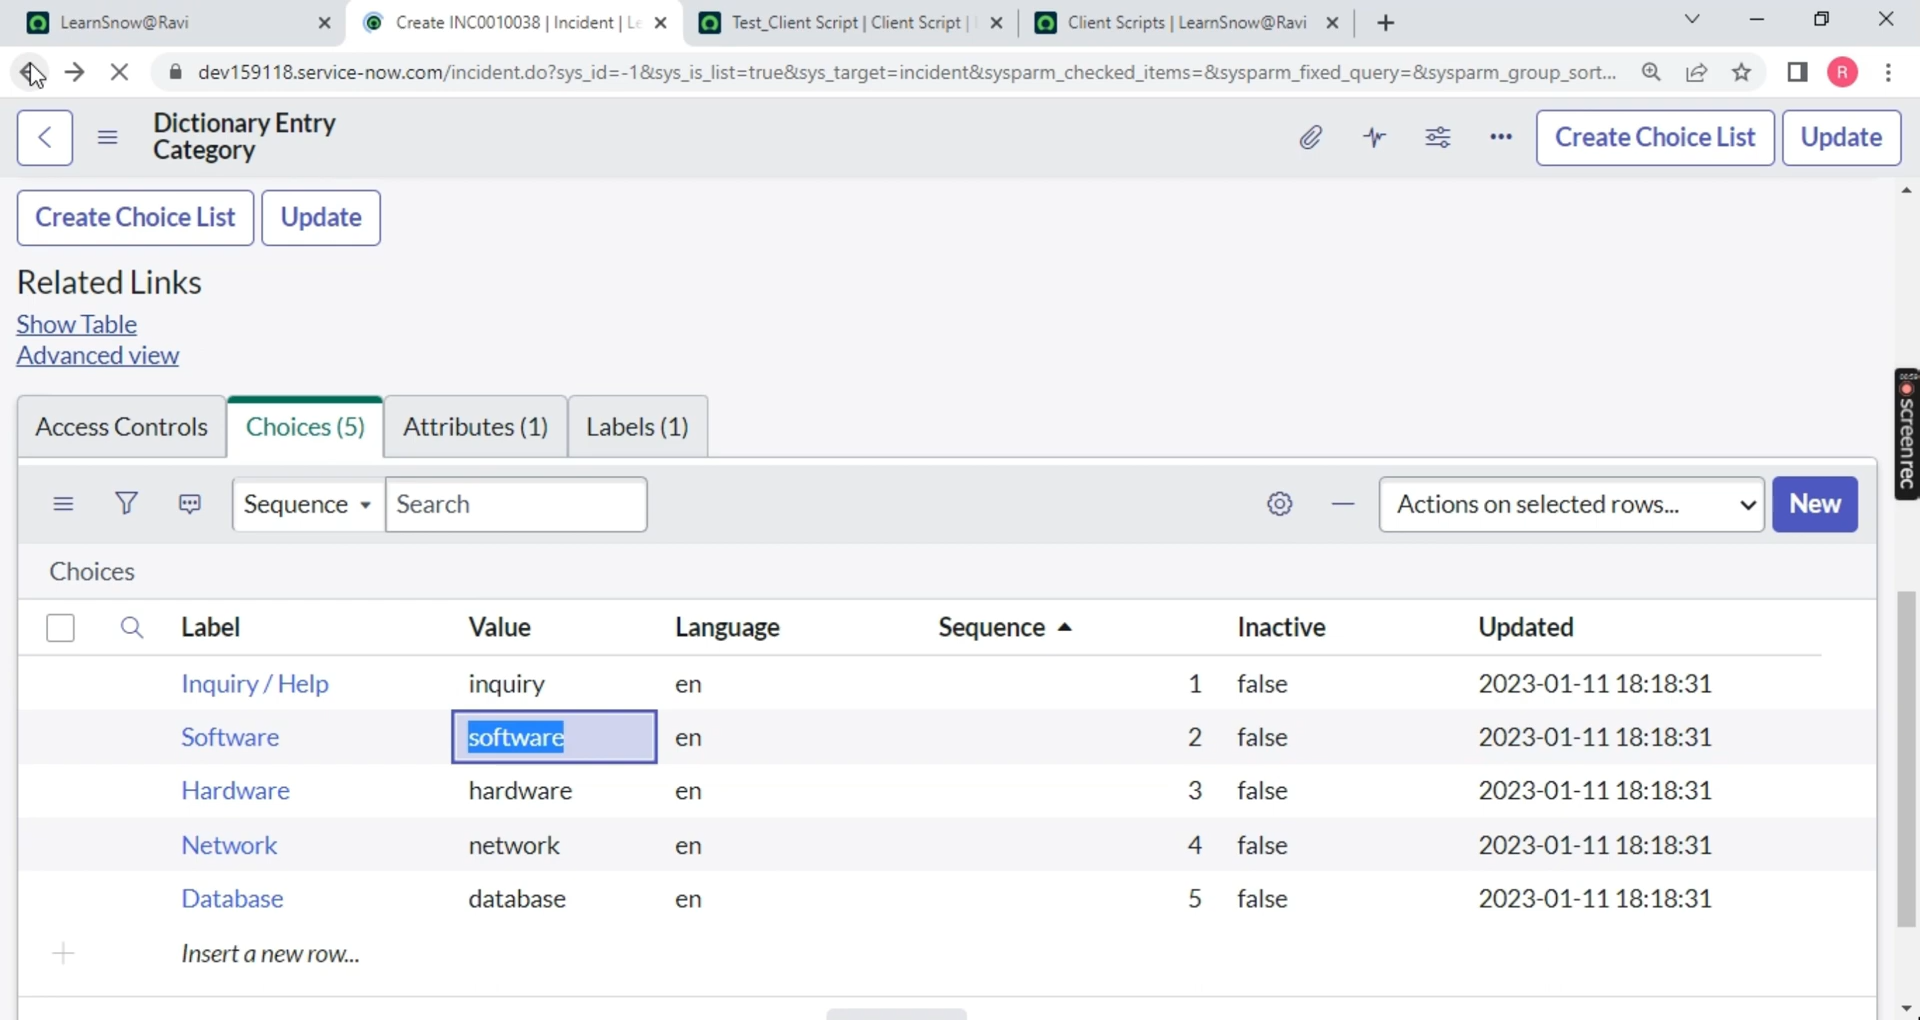 LearnSnow@Ravi
Create INC0010038 | Incident | Le
Test_Client Script | Client Script |
Client Scripts | LearnSnow@Ravi
dev159118.service-now.com/incident.do?sys_id=-1&sys_is_list=true&sys_target=incident&sysparm_checked_items=&sysparm_fixed_query=&sysparm_group_sort...
R
Dictionary Entry
Category
Create Choice List
Update
Create Choice List
Update
Related Links
Show Table
Advanced view
Access Controls
Choices (5)
Attributes (1)
Labels (1)
Sequence
Search
Actions on selected rows...
New
Choices
Label Value Language Sequence Inactive Updated
Inquiry / Help inquiry en 1 false 2023-01-11 18:18:31
Software software en 2 false 2023-01-11 18:18:31
Hardware hardware en 3 false 2023-01-11 18:18:31
Network network en 4 false 2023-01-11 18:18:31
Database database en 5 false 2023-01-11 18:18:31
Insert a new row...
screenrec